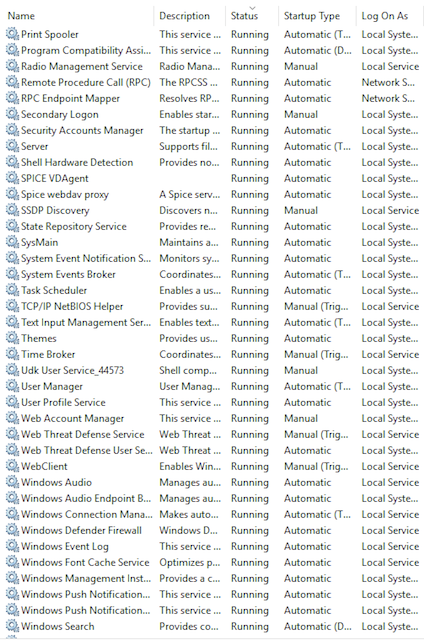 Name Description Status Startup Type Log On As
Print Spooler This service ... Running Automatic (T... Local Syste...
Program Compatibility Assi... This service ... Running Automatic (D... Local Syste...
Radio Management Service Radio Mana... Running Manual Local Service
Remote Procedure Call (RPC) The RPCSS ... Running Automatic Network S...
RPC Endpoint Mapper Resolves RP... Running Automatic Network S...
Secondary Logon Enables star... Running Manual Local Syste...
Security Accounts Manager The startup ... Running Automatic Local Syste...
Server Supports fil... Running Automatic (T... Local Syste...
Shell Hardware Detection Provides no... Running Automatic Local Syste...
SPICE VDAgent Running Automatic Local Syste...
Spice webdav proxy A Spice serv... Running Automatic Local Syste...
SSDP Discovery Discovers n... Running Manual Local Service
State Repository Service Provides re... Running Automatic Local Syste...
SysMain Maintains a... Running Automatic Local Syste...
System Event Notification S... Monitors sy... Running Automatic Local Syste...
System Events Broker Coordinates... Running Automatic (T... Local Syste...
Task Scheduler Enables a us... Running Automatic Local Syste...
TCP/IP NetBIOS Helper Provides su... Running Manual (Trig... Local Service
Text Input Management Ser... Enables text... Running Automatic (T... Local Syste...
Themes Provides us... Running Automatic Local Syste...
Time Broker Coordinates... Running Manual (Trig... Local Service
Udk User Service_44573 Shell comp... Running Manual Local Syste...
User Manager User Manag... Running Automatic (T... Local Syste...
User Profile Service This service ... Running Automatic Local Syste...
Web Account Manager This service ... Running Manual Local Syste...
Web Threat Defense Service Web Threat ... Running Manual (Trig... Local Service
Web Threat Defense User Se... Web Threat ... Running Automatic Local Syste...
WebClient Enables Win... Running Manual (Trig... Local Service
Windows Audio Manages au... Running Automatic Local Service
Windows Audio Endpoint B... Manages au... Running Automatic Local Syste...
Windows Connection Mana... Makes auto... Running Automatic (T... Local Service
Windows Defender Firewall Windows D... Running Automatic Local Service
Windows Event Log This service ... Running Automatic Local Service
Windows Font Cache Service Optimizes p... Running Automatic Local Service
Windows Management Inst... Provides a c... Running Automatic Local Syste...
Windows Push Notification... This service ... Running Automatic Local Syste...
Windows Push Notification... This service ... Running Automatic Local Syste...
Windows Search Provides co... Running Automatic (D... Local Syste...